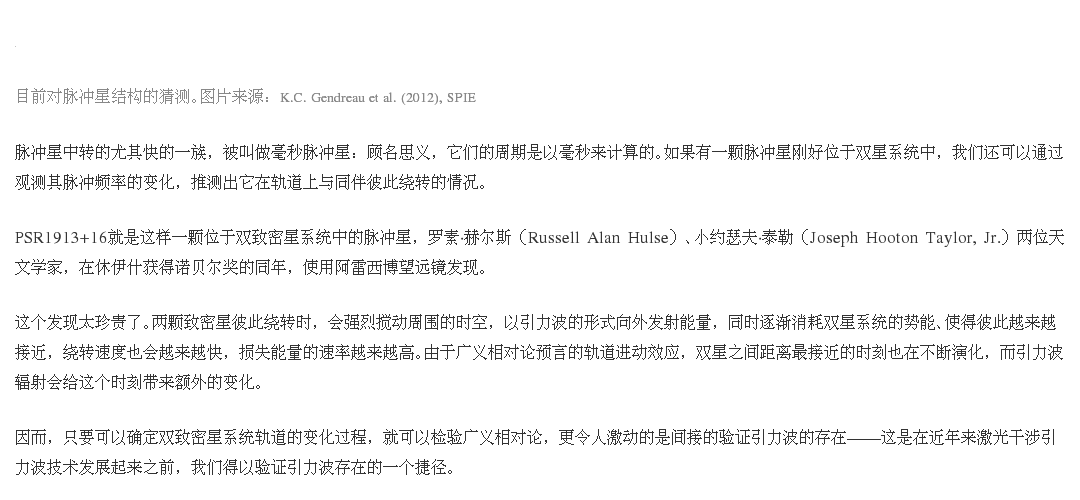 目前对脉冲星结构的猜测。图片来源：K.C. Gendreau et al. (2012), SPIE
脉冲星中转的尤其快的一族，被叫做毫秒脉冲星：顾名思义，它们的周期是以毫秒来计算的。如果有一颗脉冲星刚好位于双星系统中，我们还可以通过
观测其脉冲频率的变化，推测出它在轨道上与同伴彼此绕转的情况。
PSR1913+16就是这样一颗位于双致密星系统中的脉冲星，罗素·赫尔斯（Russell Alan Hulse）、小约瑟夫·泰勒（Joseph Hooton Taylor, Jr.）两位天
文学家，在休伊什获得诺贝尔奖的同年，使用阿雷西博望远镜发现。
这个发现太珍贵了。两颗致密星彼此绕转时，会强烈搅动周围的时空，以引力波的形式向外发射能量，同时逐渐消耗双星系统的势能、使得彼此越来越
接近，绕转速度也会越来越快，损失能量的速率越来越高。由于广义相对论预言的轨道进动效应，双星之间距离最接近的时刻也在不断演化，而引力波
辐射会给这个时刻带来额外的变化。
因而，只要可以确定双致密星系统轨道的变化过程，就可以检验广义相对论，更令人激动的是间接的验证引力波的存在——这是在近年来激光干涉引
力波技术发展起来之前，我们得以验证引力波存在的一个捷径。